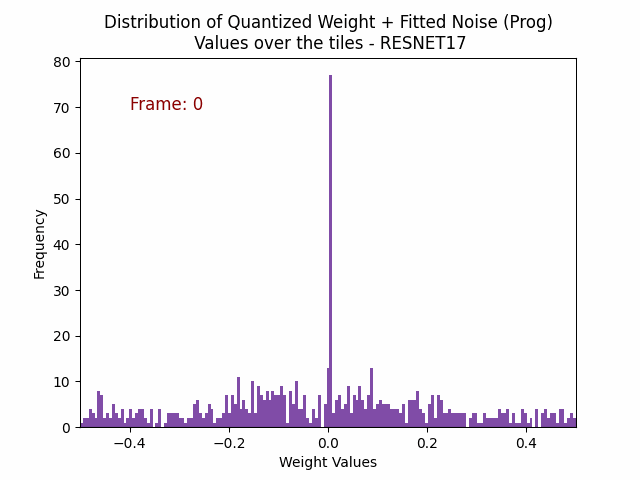 Distribution of Quantized Weight + Fitted Noise (Prog)
Values over the tiles - RESNET17
Frame: 0
80
70
60
50
40
30
20
10
0
Frequency
−0.4
−0.2
0.0
0.2
0.4
Weight Values